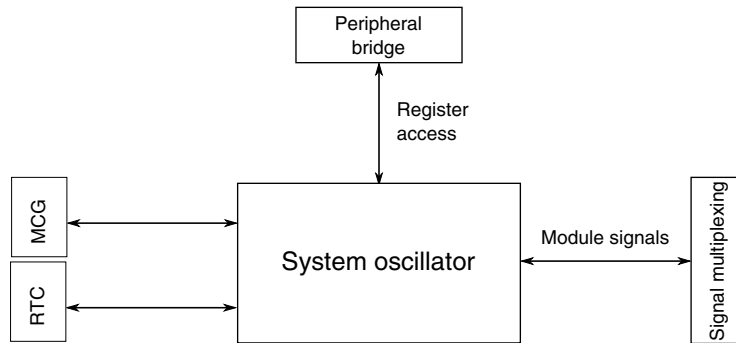 Peripheral
bridge
Register
access
MCG
RTC
System oscillator
Module signals
Signal multiplexing